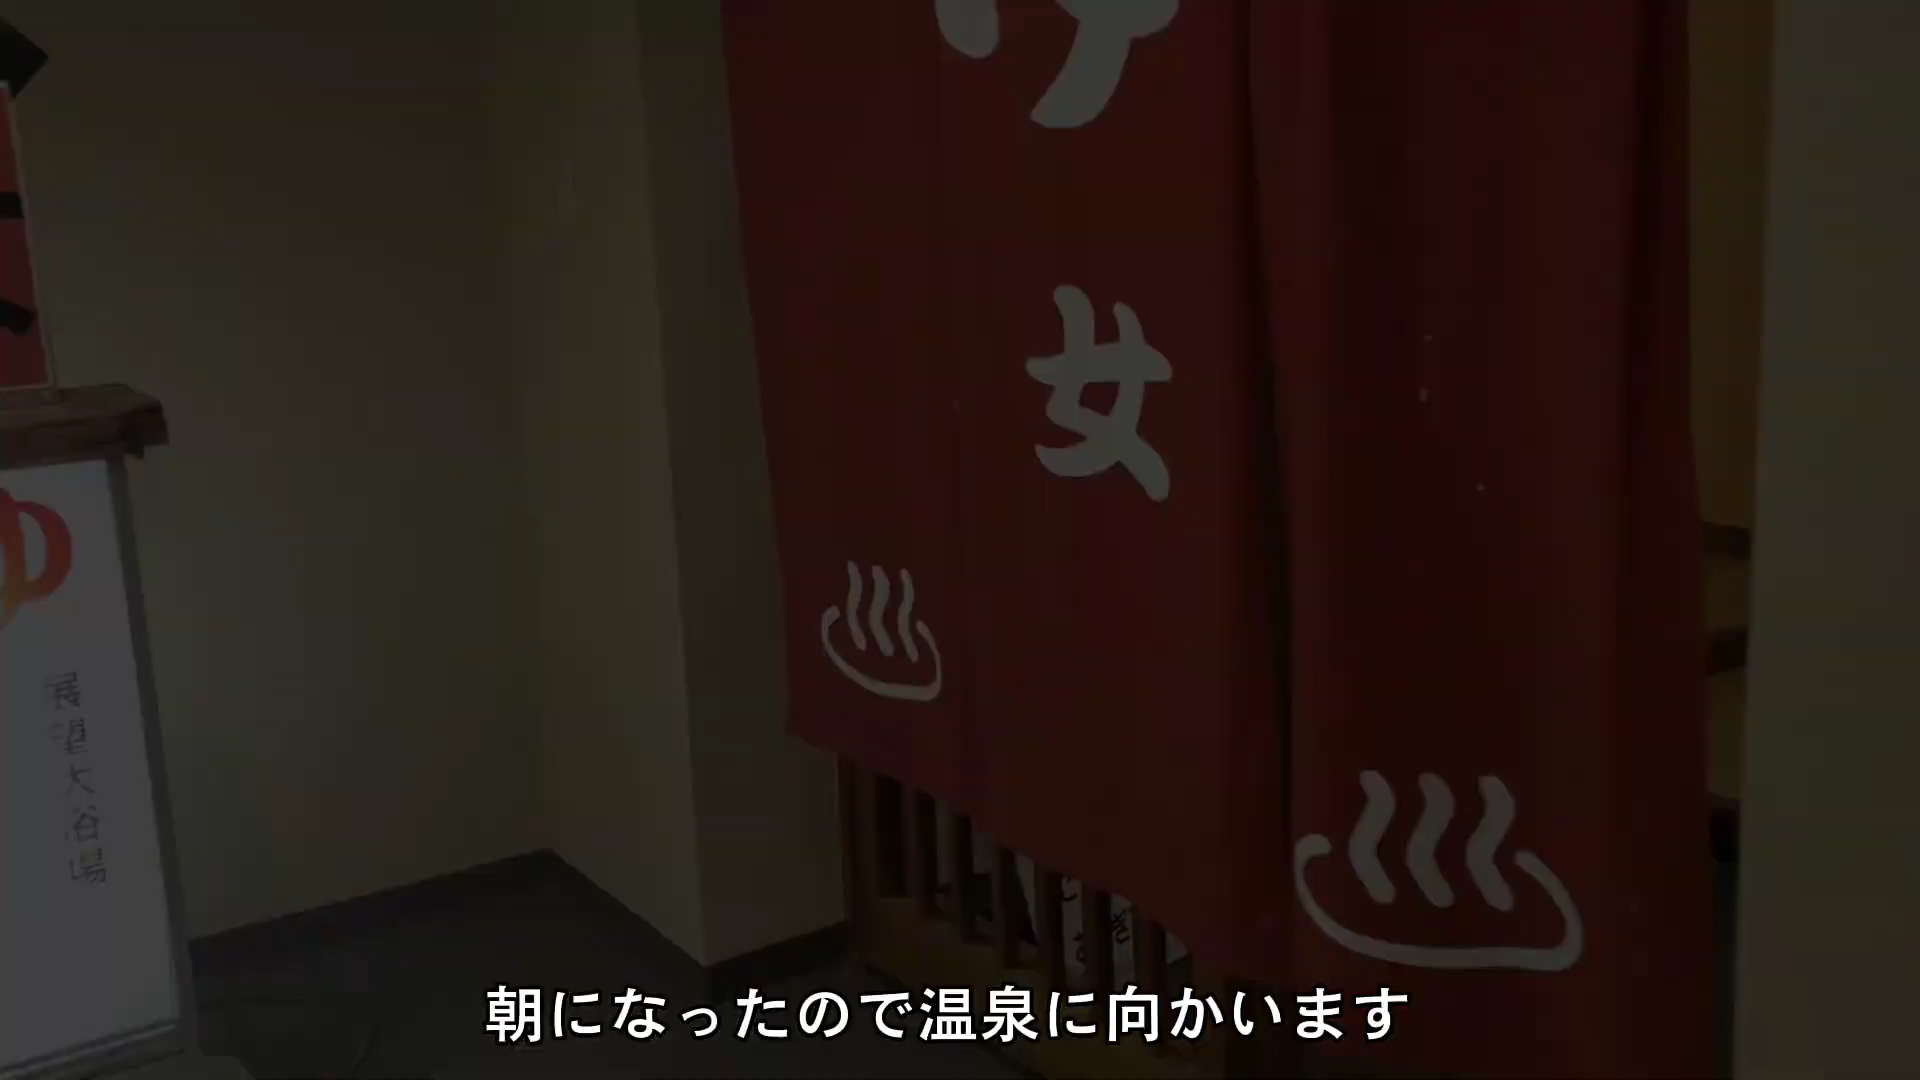 ゆ
女
ゆ
展望大浴場
朝になったので温泉に向かいます